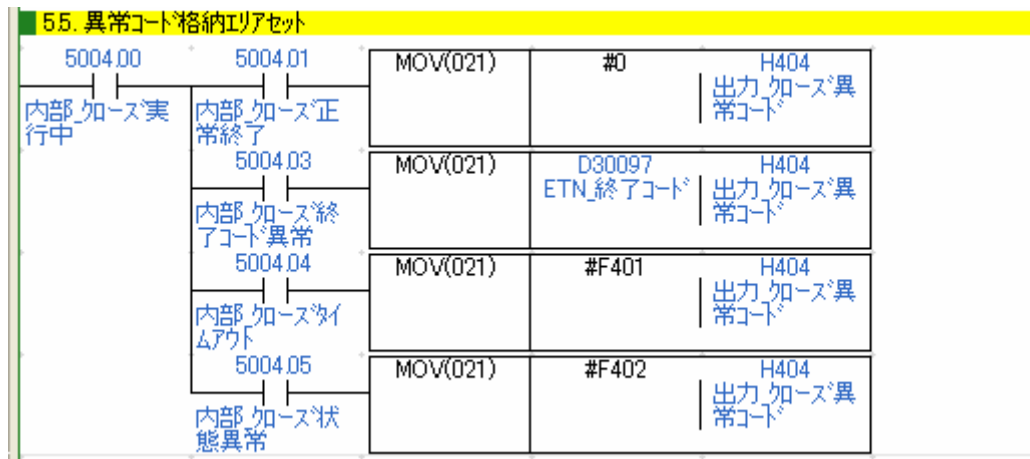 5.5. 異常コード格納エリアセット
5004.00 5004.01 MOV(021) #0 H404
内部_クローズ実 内部_クローズ正 出力_クローズ異
行中 常終了 常コード
5004.03 MOV(021) D30097 H404
内部_クローズ終 ETN_終了コード 出力_クローズ異
了コード異常 常コード
5004.04 MOV(021) #F401 H404
内部_クローズタイ 出力_クローズ異
ムアウト 常コード
5004.05 MOV(021) #F402 H404
内部_クローズ状 出力_クローズ異
態異常 常コード